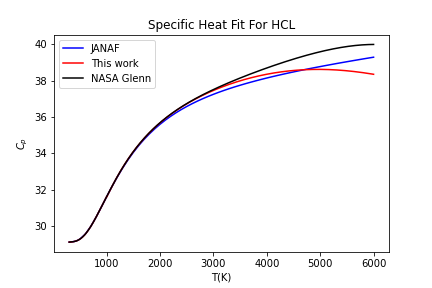 Specific Heat Fit For HCL
JANAF
This work
NASA Glenn
40
38
36
34
32
30
Cₚ
1000
2000
3000
4000
5000
6000
T(K)